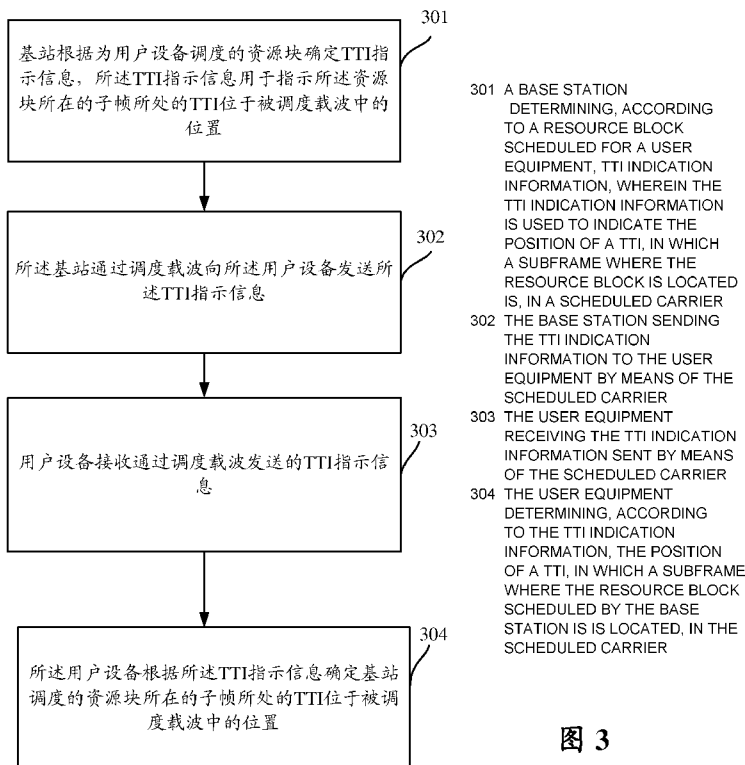 301
基站根据为用户设备调度的资源块确定TTI指
示信息，所述TTI指示信息用于指示所述资源
块所在的子帧所处的TTI位于被调度载波中的
位置
302
所述基站通过调度载波向所述用户设备发送所
述TTI指示信息
303
用户设备接收通过调度载波发送的TTI指示信
息
304
所述用户设备根据所述TTI指示信息确定基站
调度的资源块所在的子帧所处的TTI位于被调
度载波中的位置
301 A BASE STATION
DETERMINING, ACCORDING
TO A RESOURCE BLOCK
SCHEDULED FOR A USER
EQUIPMENT, TTI INDICATION
INFORMATION, WHEREIN THE
TTI INDICATION INFORMATION
IS USED TO INDICATE THE
POSITION OF A TTI, IN WHICH
A SUBFRAME WHERE THE
RESOURCE BLOCK IS LOCATED
IS, IN A SCHEDULED CARRIER
302 THE BASE STATION SENDING
THE TTI INDICATION
INFORMATION TO THE USER
EQUIPMENT BY MEANS OF THE
SCHEDULED CARRIER
303 THE USER EQUIPMENT
RECEIVING THE TTI INDICATION
INFORMATION SENT BY MEANS
OF THE SCHEDULED CARRIER
304 THE USER EQUIPMENT
DETERMINING, ACCORDING
TO THE TTI INDICATION
INFORMATION, THE POSITION
OF A TTI, IN WHICH A SUBFRAME
WHERE THE RESOURCE BLOCK
SCHEDULED BY THE BASE
STATION IS IS LOCATED, IN THE
SCHEDULED CARRIER
图 3